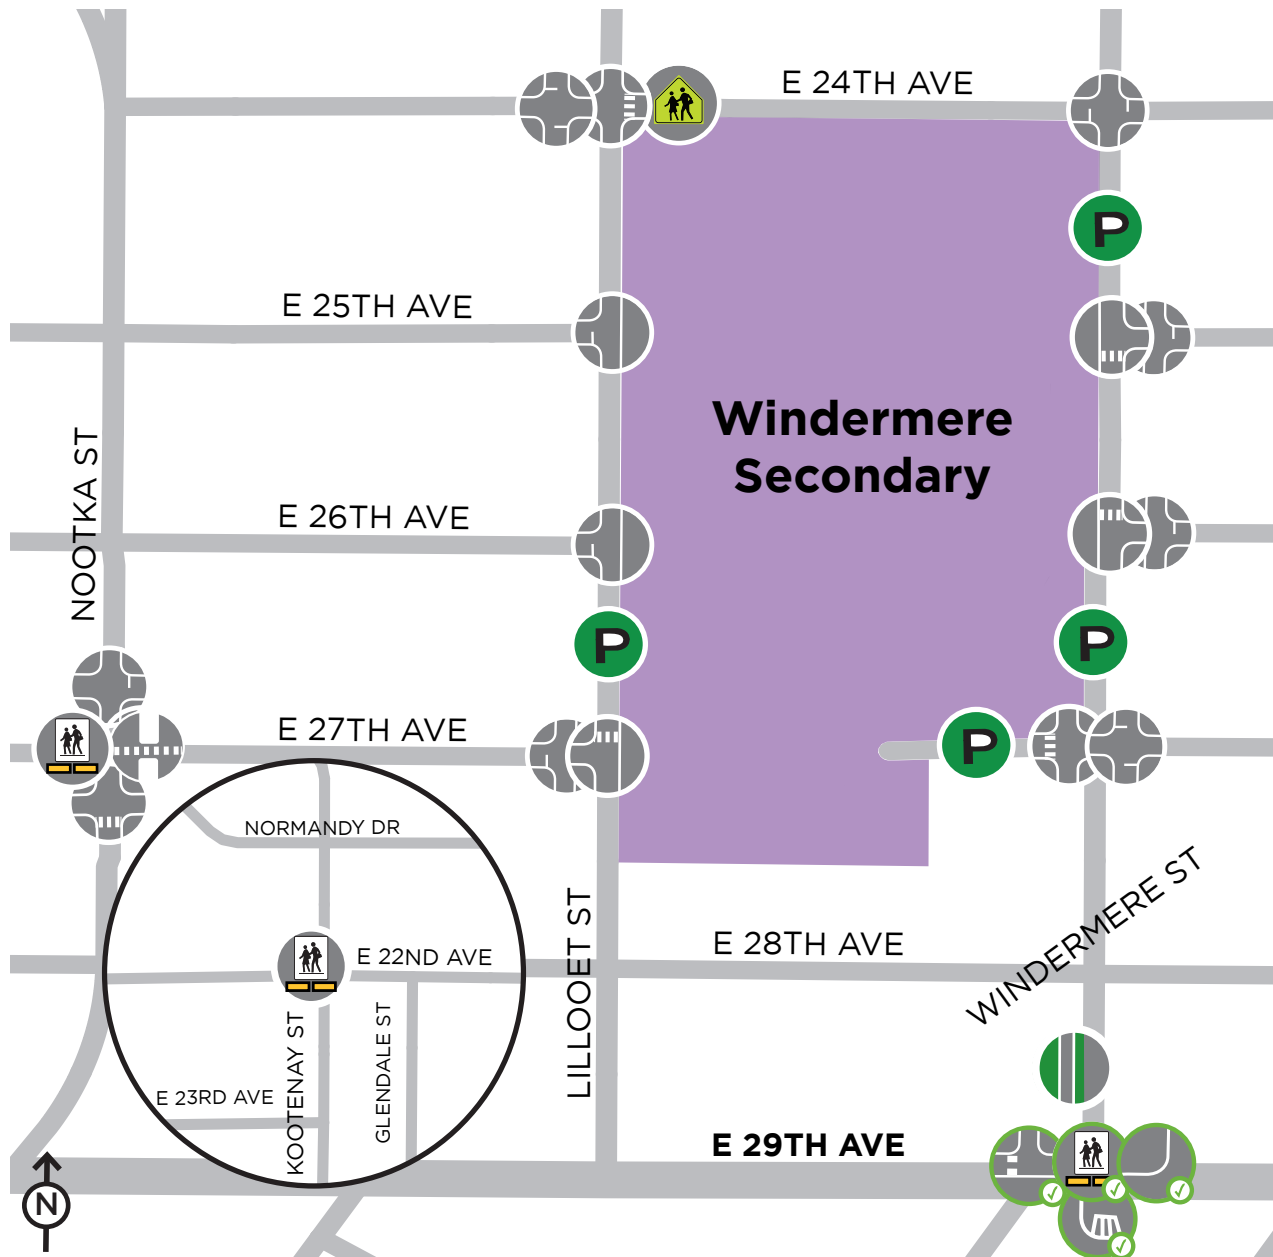 E 24TH AVE
P
E 25TH AVE
Windermere
Secondary
NOOTKA ST
E 26TH AVE
P
P
E 27TH AVE
P
NORMANDY DR
E 22ND AVE
KOOTENAY ST
GLENDALE ST
E 23RD AVE
LILLOOET ST
E 28TH AVE
WINDERMERE ST
E 29TH AVE
N